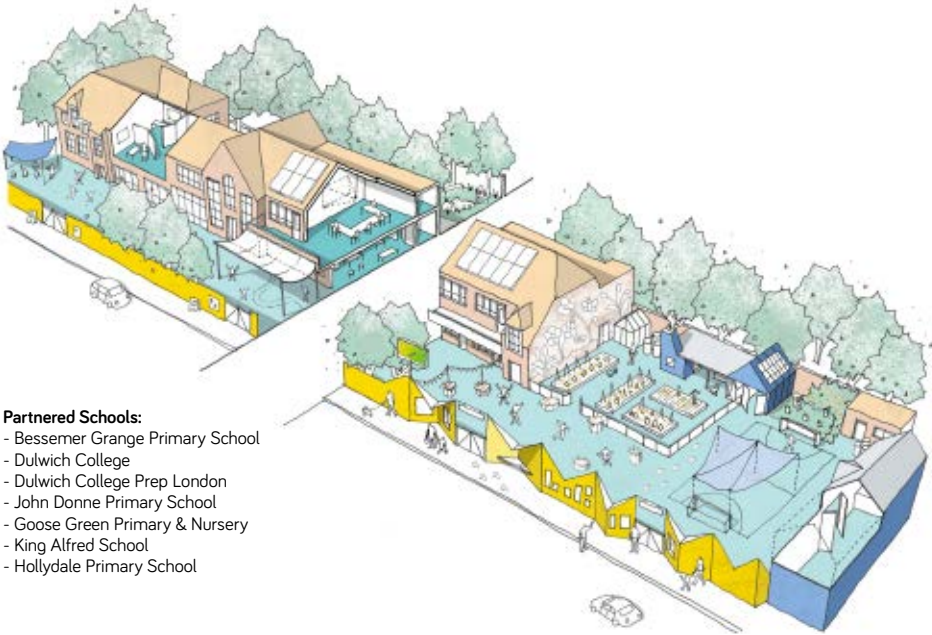 Partnered Schools:
- Bessemer Grange Primary School
- Dulwich College
- Dulwich College Prep London
- John Donne Primary School
- Goose Green Primary & Nursery
- King Alfred School
- Hollydale Primary School